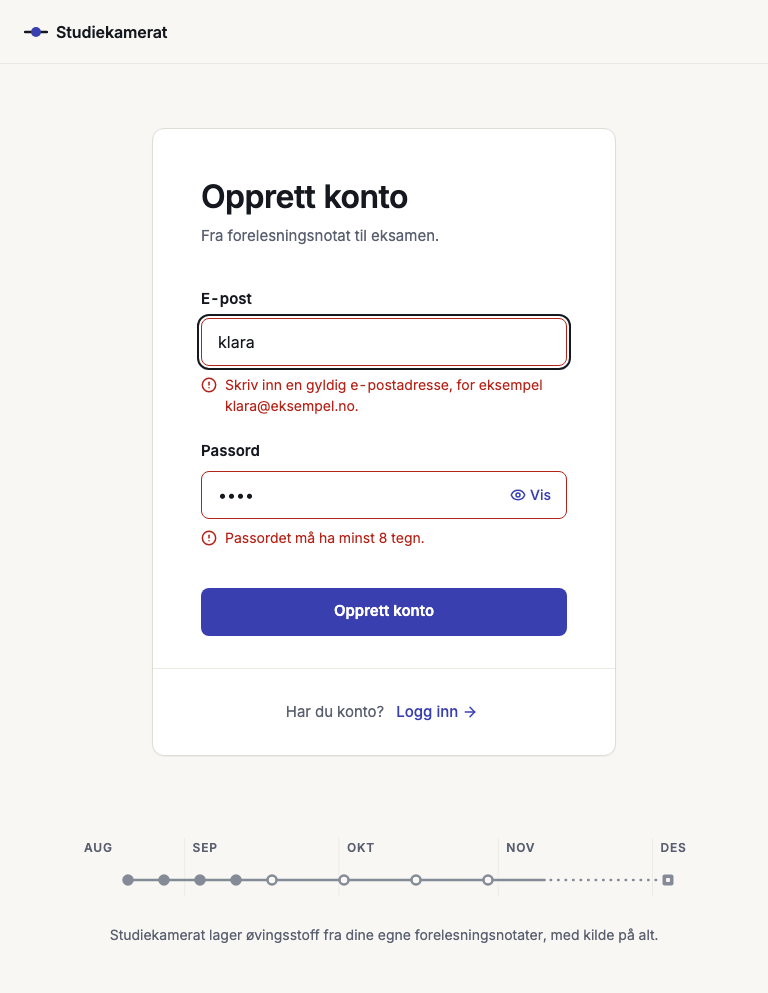 Studiekamerat
Opprett konto
Fra forelesningsnotat til eksamen.
E-post
klara
Skriv inn en gyldig e-postadresse, for eksempel
klara@eksempel.no.
Passord
••••
Vis
Passordet må ha minst 8 tegn.
Opprett konto
Har du konto? Logg inn →
AUG SEP OKT NOV DES
Studiekamerat lager øvingsstoff fra dine egne forelesningsnotater, med kilde på alt.